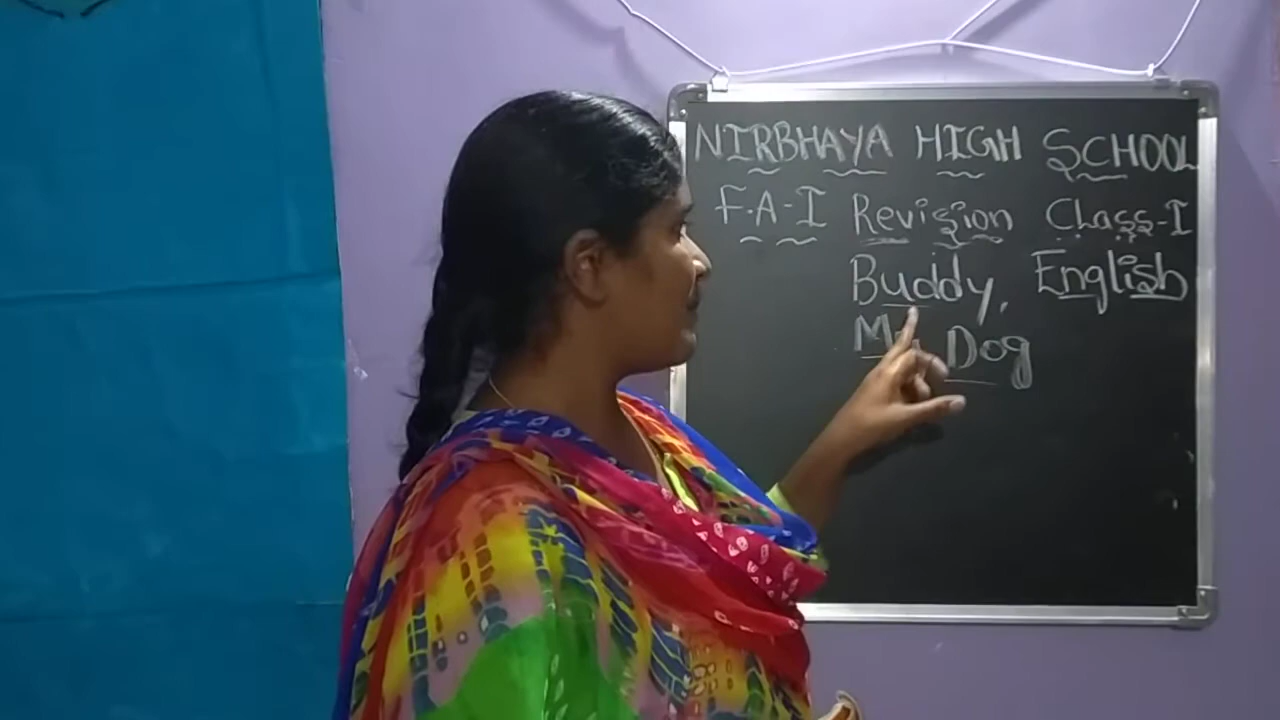 NIRBHAYA HIGH SCHOOL
F.A-I Revision Class-I
Buddy, English
Dog